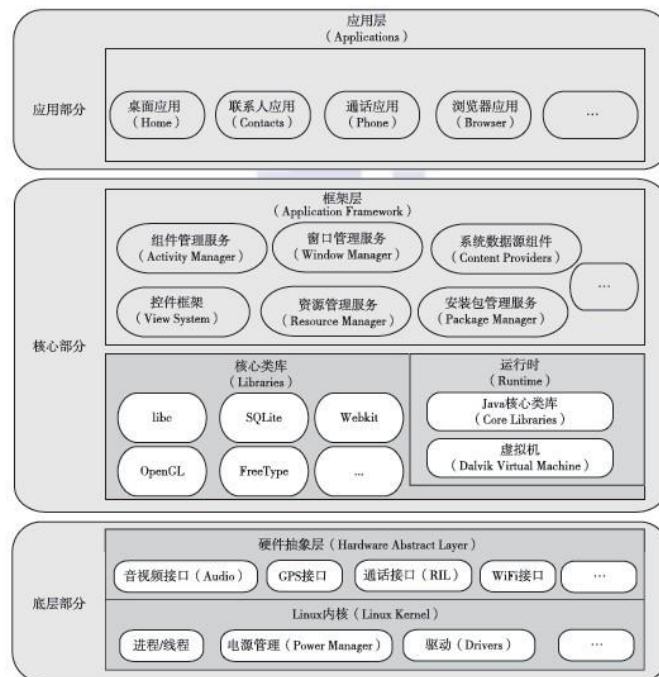 应用层
（Applications）
应用部分
桌面应用
（Home）
联系人应用
（Contacts）
通话应用
（Phone）
浏览器应用
（Browser）
...
框架层
（Application Framework）
核心部分
组件管理服务
（Activity Manager）
窗口管理服务
（Window Manager）
系统数据源组件
（Content Providers）
...
控件框架
（View System）
资源管理服务
（Resource Manager）
安装包管理服务
（Package Manager）
核心类库
（Libraries）
libc
SQLite
Webkit
OpenGL
FreeType
...
运行时
（Runtime）
Java核心类库
（Core Libraries）
虚拟机
（Dalvik Virtual Machine）
底层部分
硬件抽象层（Hardware Abstract Layer）
音视频接口（Audio）
GPS接口
通话接口（RIL）
WiFi接口
...
Linux内核（Linux Kernel）
进程/线程
电源管理（Power Manager）
驱动（Drivers）
...